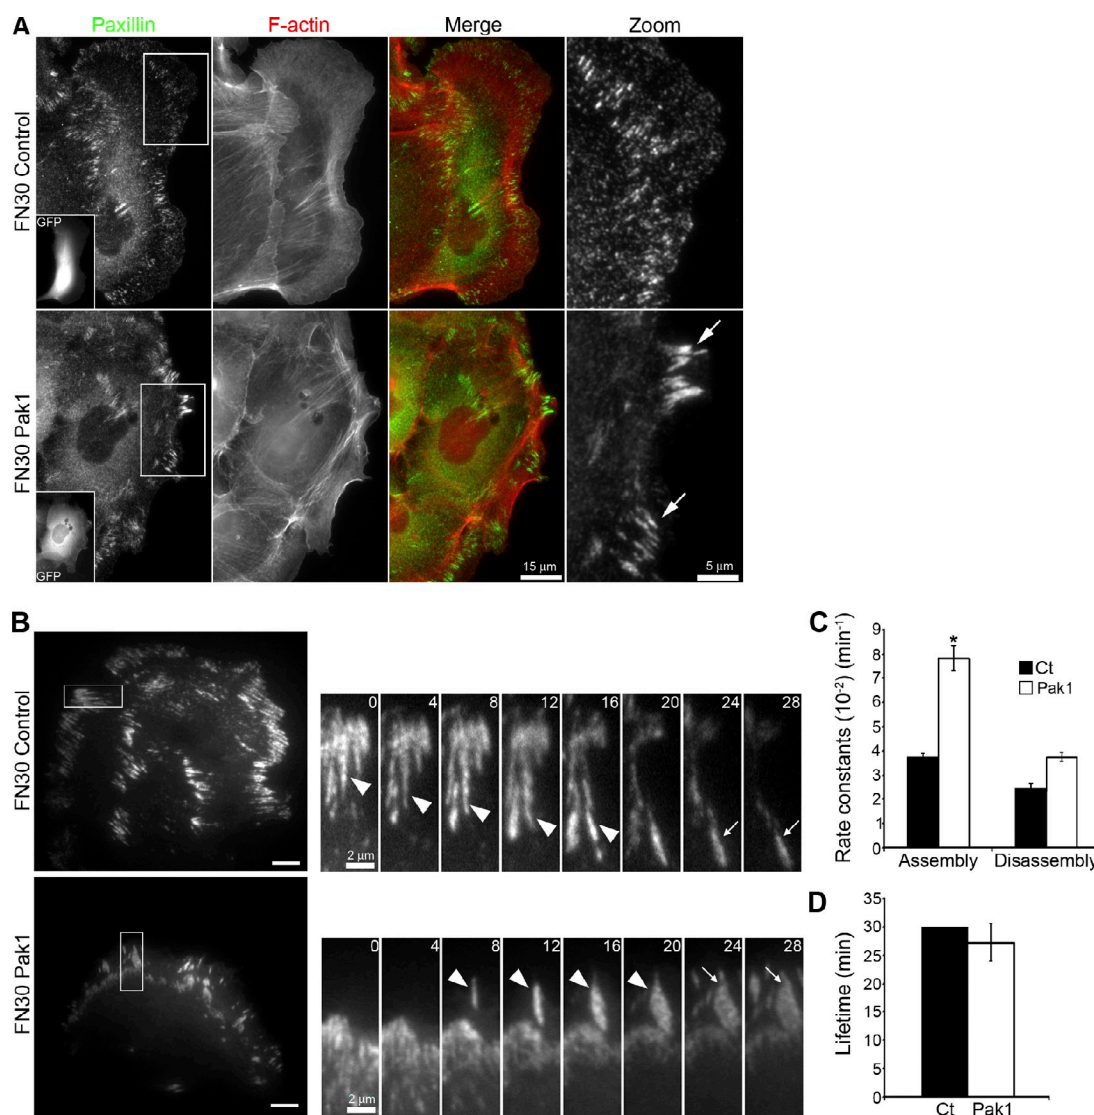 A
Paxillin F-actin Merge Zoom
FN30 Control
GFP
FN30 Pak1
GFP
15 μm
5 μm
B
FN30 Control
0 4 8 12 16 20 24 28
2 μm
FN30 Pak1
0 4 8 12 16 20 24 28
2 μm
C
Rate constants (10⁻²) (min⁻¹)
9
8
7
6
5
4
3
2
1
0
*
Ct
Pak1
Assembly Disassembly
D
Lifetime (min)
35
30
25
20
15
10
5
0
Ct Pak1